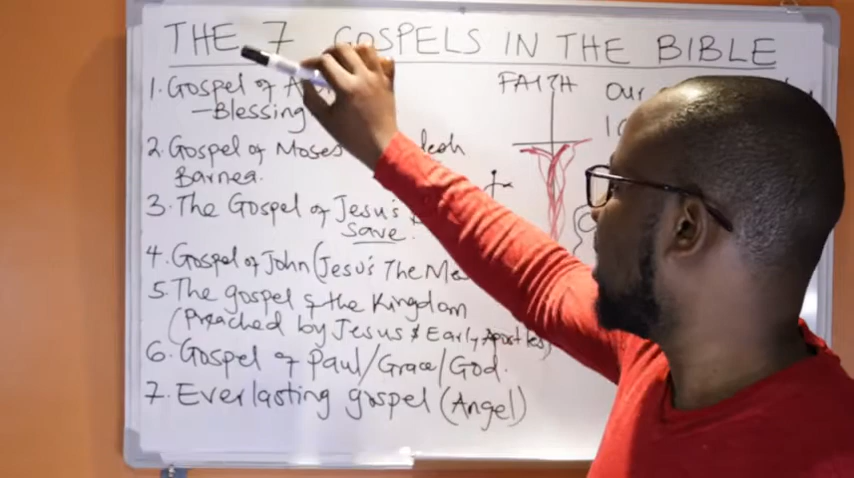 THE 7 GOSPELS IN THE BIBLE
1. Gospel of
—Blessing
2. Gospel of Moses
Barnea.
3. The Gospel of Jesus's
save.
4. Gospel of John (Jesu's The
5. The gospel of the Kingdom
(Preached by Jesus & Early Apostles)
6. Gospel of Paul/Grace/God.
7. Everlasting gospel (Angel)
FAITH
Our